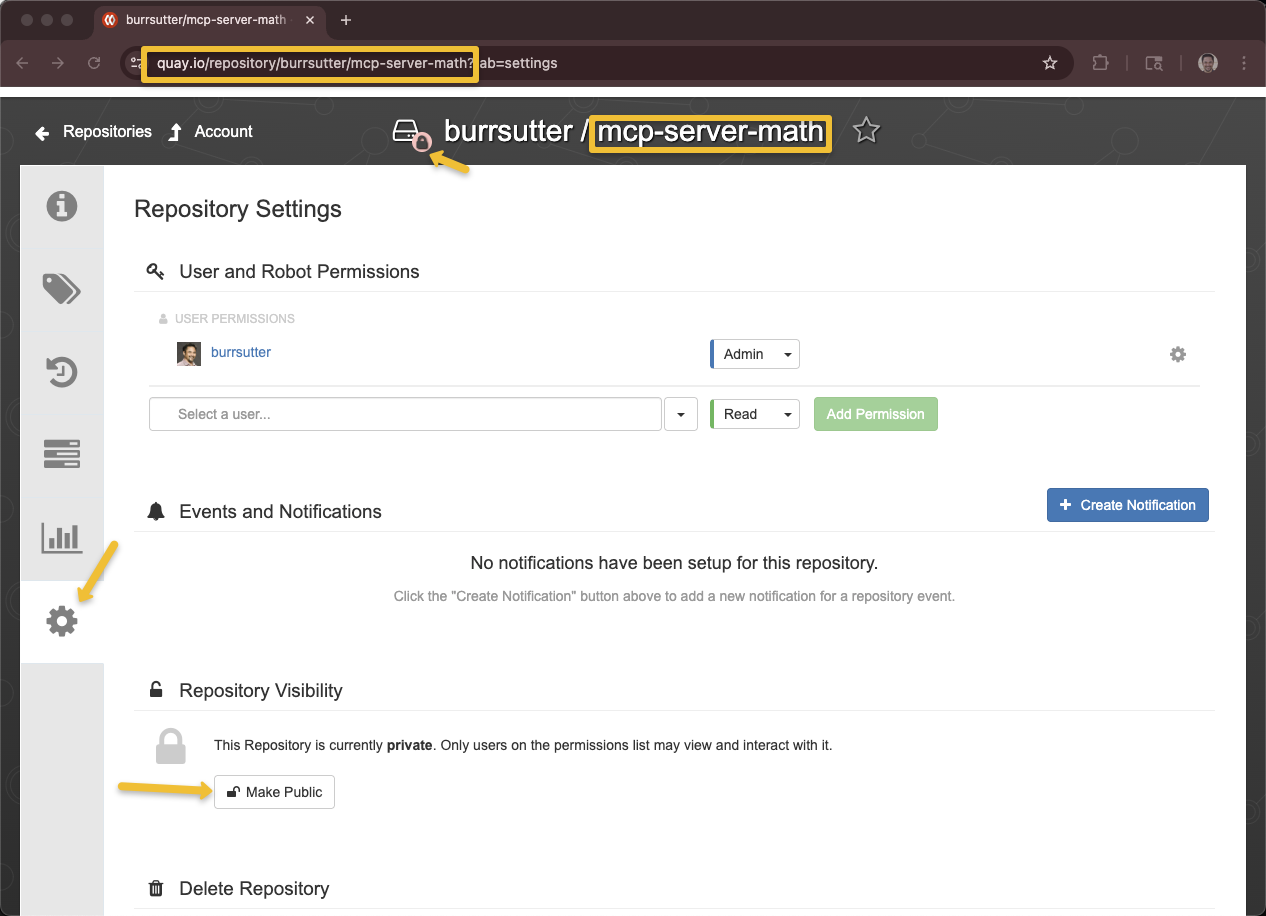 burrsutter/mcp-server-math
quay.io/repository/burrsutter/mcp-server-math?ab=settings
Repositories Account burrsutter / mcp-server-math
Repository Settings
User and Robot Permissions
USER PERMISSIONS
burrsutter Admin
Select a user... Read Add Permission
Events and Notifications Create Notification
No notifications have been setup for this repository.
Click the "Create Notification" button above to add a new notification for a repository event.
Repository Visibility
This Repository is currently private. Only users on the permissions list may view and interact with it.
Make Public
Delete Repository